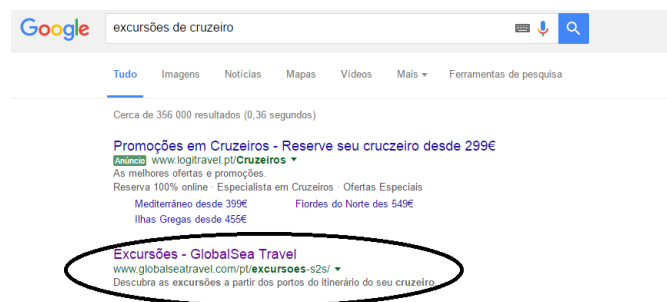 Google excursões de cruzeiro
Tudo Imagens Notícias Mapas Vídeos Mais Ferramentas de pesquisa
Cerca de 356 000 resultados (0,36 segundos)
Promoções em Cruzeiros - Reserve seu cruczeiro desde 299€
Anúncio www.logitravel.pt/Cruzeiros
As melhores ofertas e promoções.
Reserva 100% online · Especialista em Cruzeiros · Ofertas Especiais
Mediterrâneo desde 399€ Fiordes do Norte des 549€
Ilhas Gregas desde 455€
Excursões - GlobalSea Travel
www.globalseatravel.com/pt/excursoes-s2s/
Descubra as excursões a partir dos portos do itinerário do seu cruzeiro